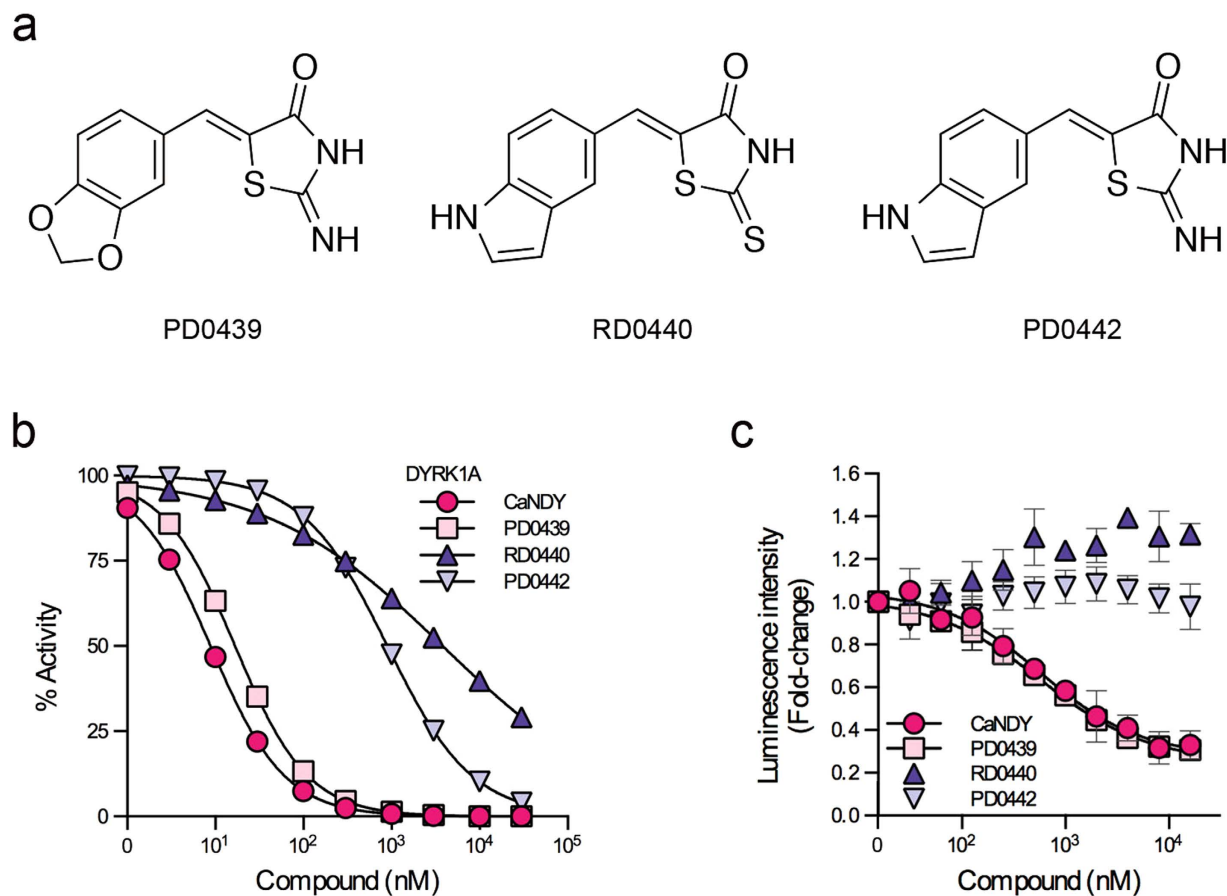 a
O
NH
S
NH
O
O
PD0439
O
NH
S
S
HN
RD0440
O
NH
S
NH
HN
PD0442
b
% Activity
100
75
50
25
0
0
10¹
10²
10³
10⁴
10⁵
Compound (nM)
DYRK1A
CaNDY
PD0439
RD0440
PD0442
c
Luminescence intensity
(Fold-change)
1.6
1.4
1.2
1.0
0.8
0.6
0.4
0.2
0.0
0
10²
10³
10⁴
Compound (nM)
CaNDY
PD0439
RD0440
PD0442